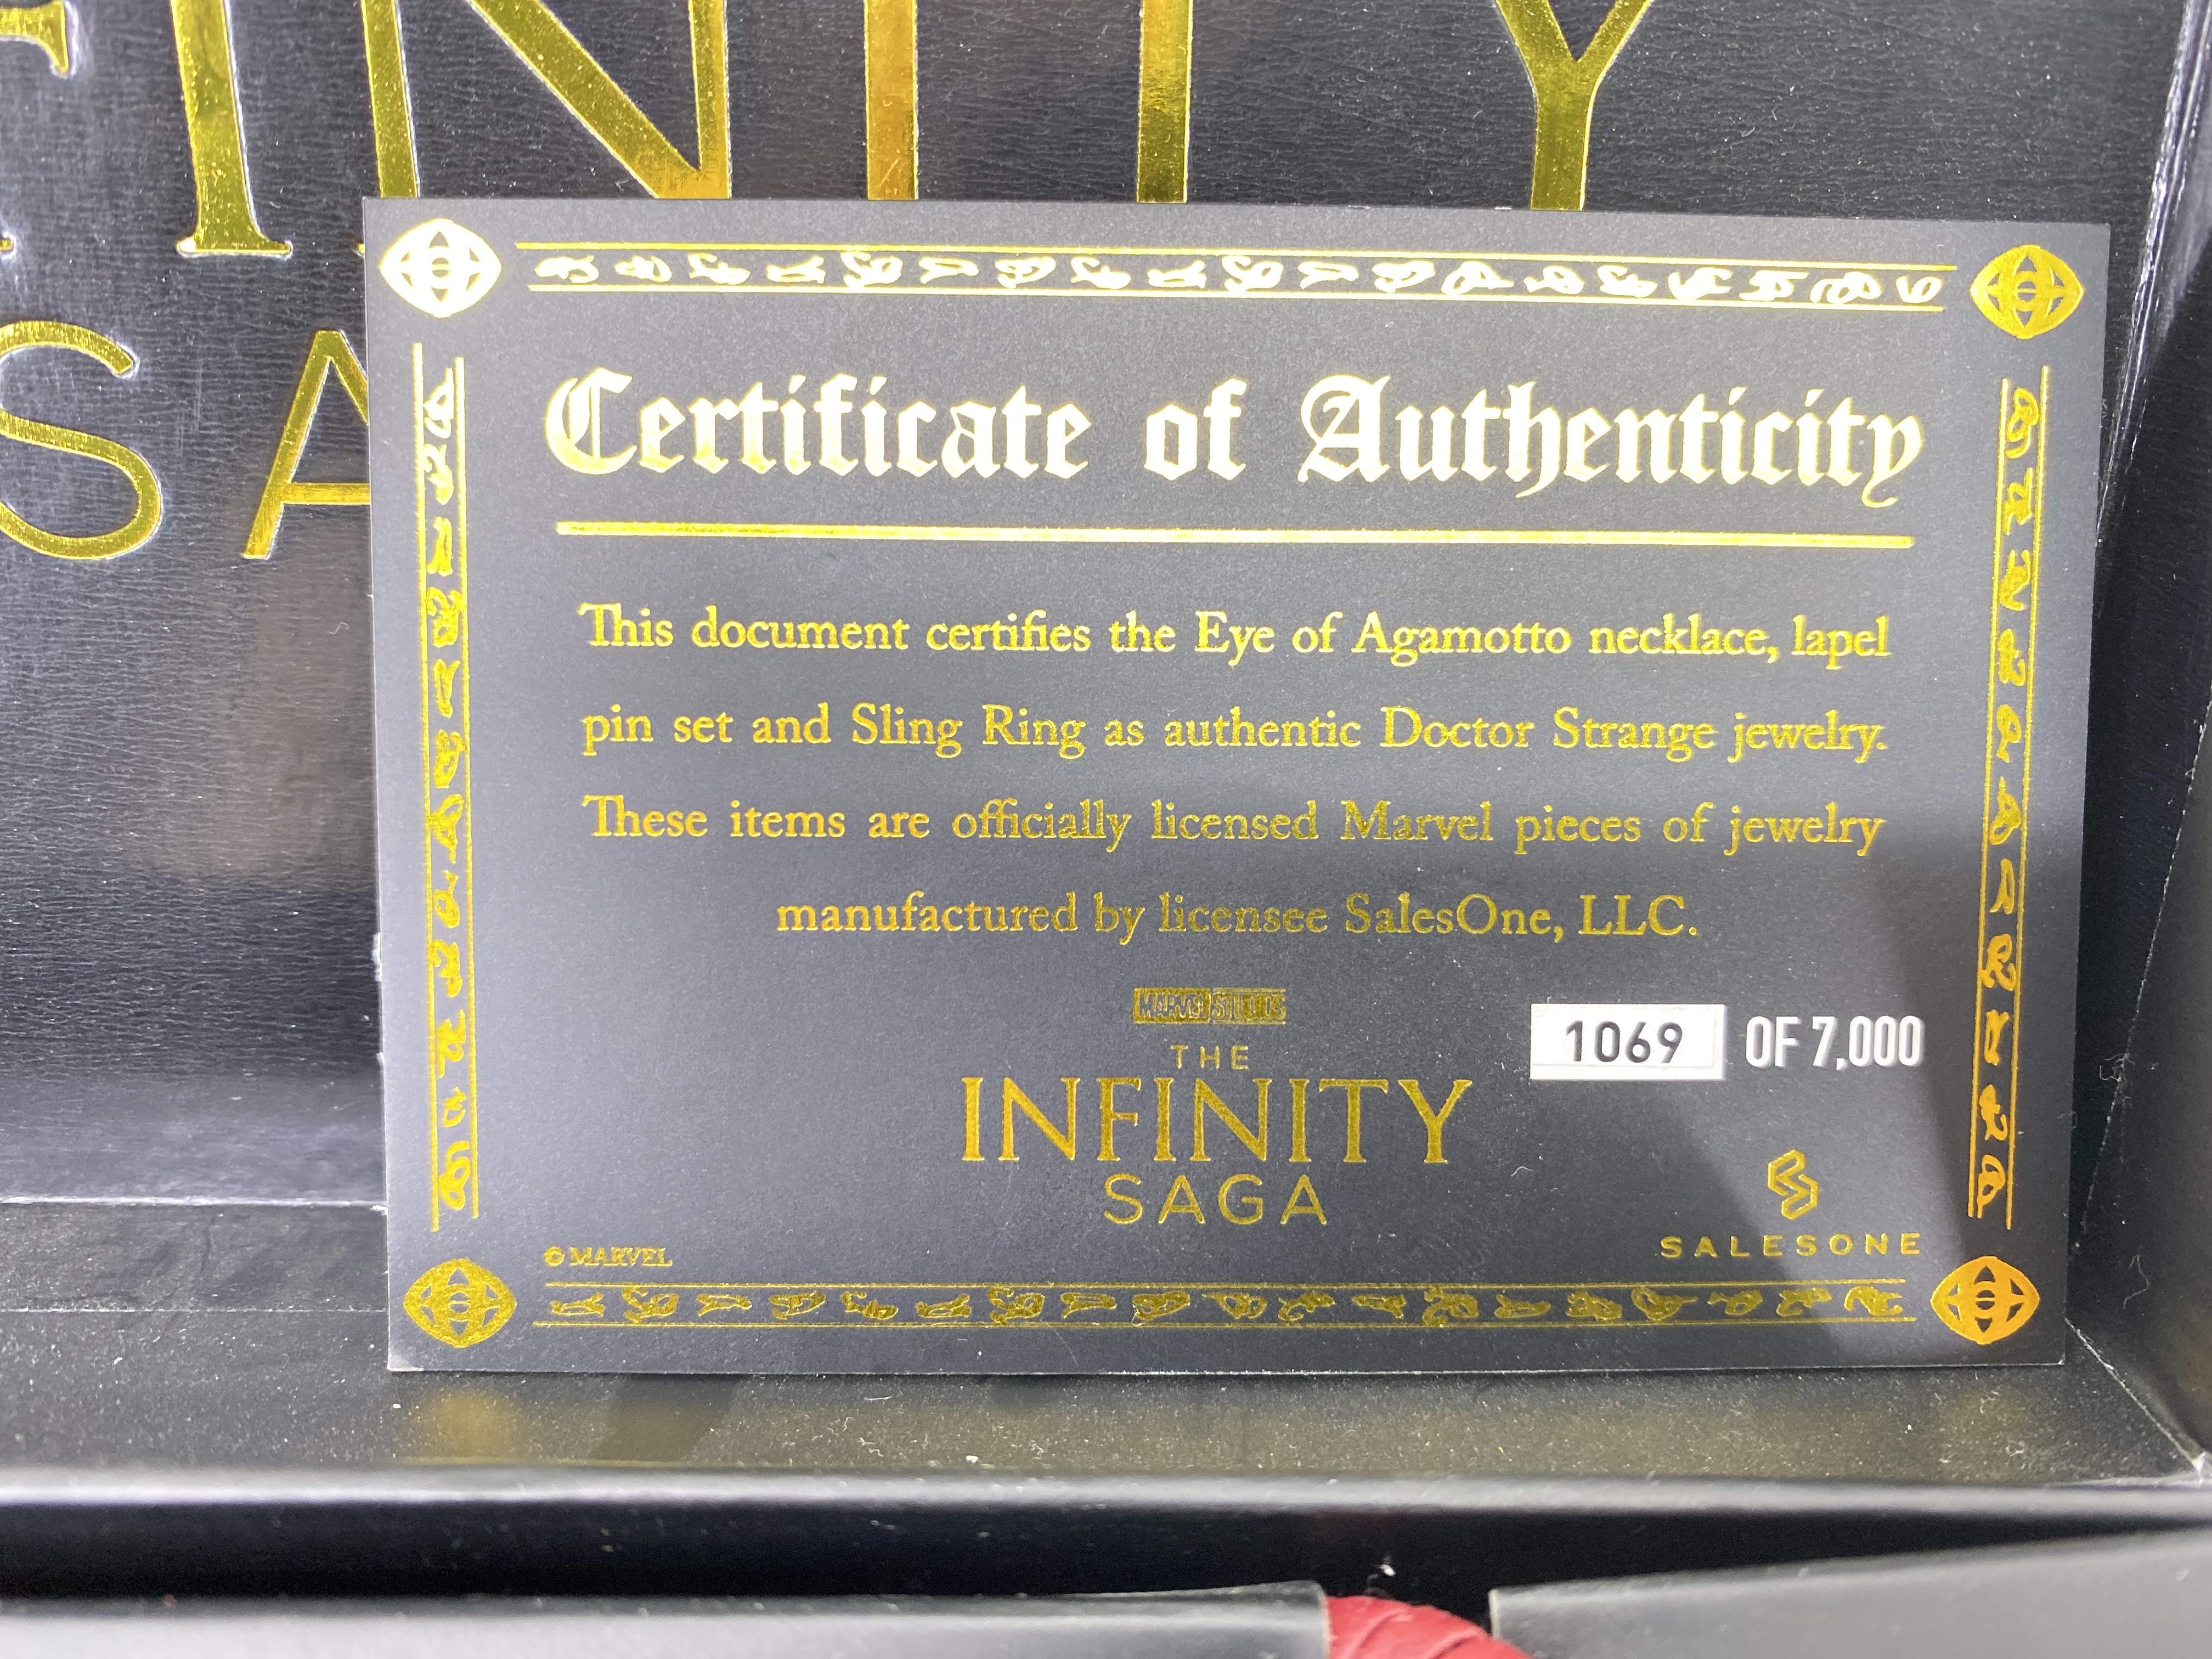 INITY
SA
Certificate of Authenticity
This document certifies the Eye of Agamotto necklace, lapel
pin set and Sling Ring as authentic Doctor Strange jewelry.
These items are officially licensed Marvel pieces of jewelry
manufactured by licensee SalesOne, LLC.
MARVEL STUDIOS
1069 OF 7,000
THE
INFINITY
SAGA
SALESONE
© MARVEL